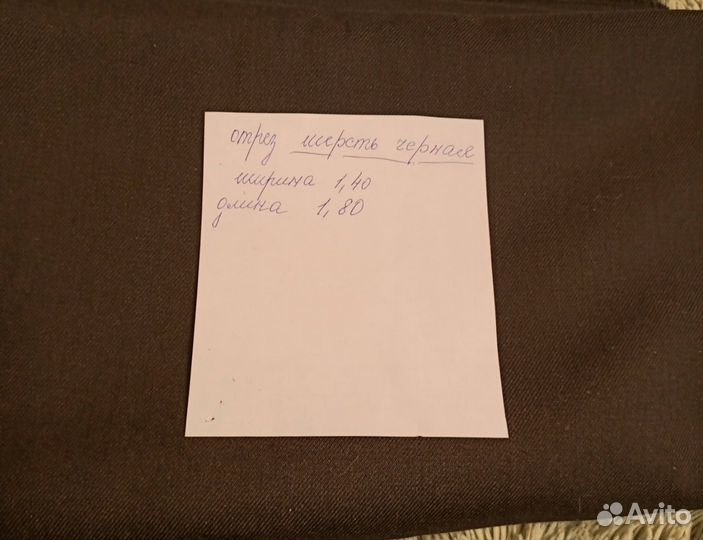 отрез шерсть черная
ширина 1,40
длина 1,80
Avito